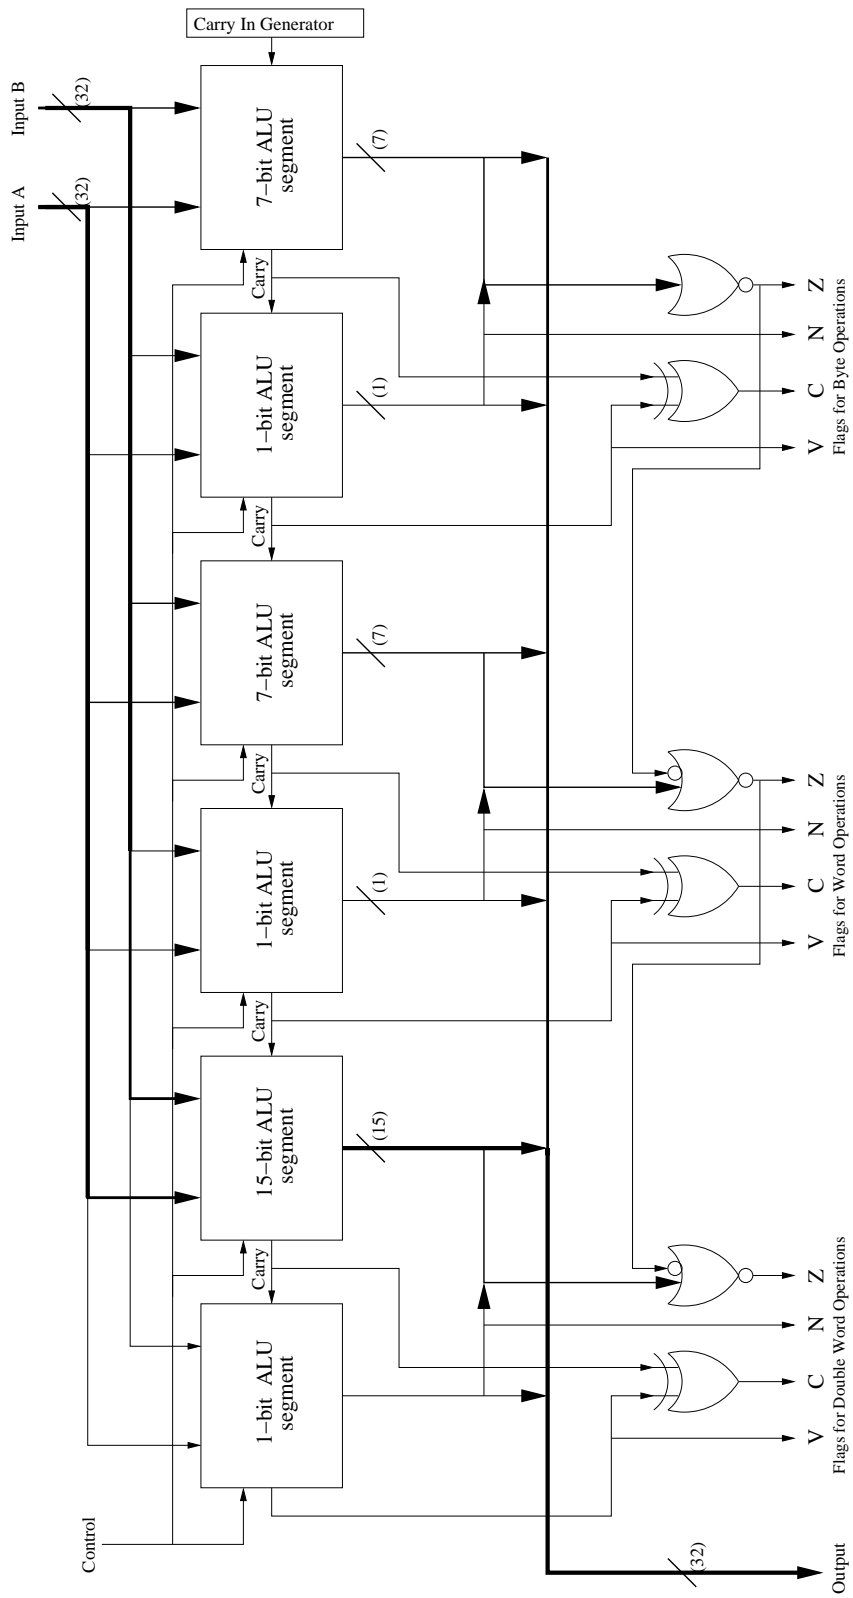 Carry In Generator
Input B
(32)
Input A
(32)
7−bit ALU
segment
(7)
Carry
1−bit ALU
segment
(1)
Carry
7−bit ALU
segment
(7)
Carry
1−bit ALU
segment
(1)
Carry
15−bit ALU
segment
(15)
Carry
1−bit ALU
segment
Control
Z
N
C
V
Flags for Byte Operations
Z
N
C
V
Flags for Word Operations
Z
N
C
V
Flags for Double Word Operations
(32)
Output